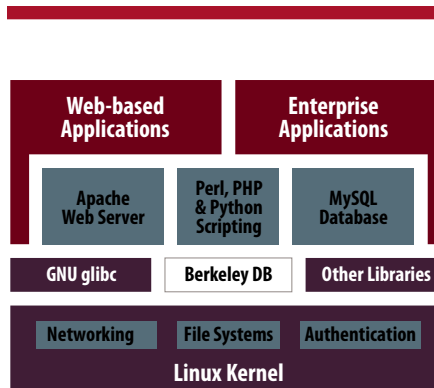 Web-based
Applications
Enterprise
Applications
Apache
Web Server
Perl, PHP
& Python
Scripting
MySQL
Database
GNU glibc
Berkeley DB
Other Libraries
Networking
File Systems
Authentication
Linux Kernel